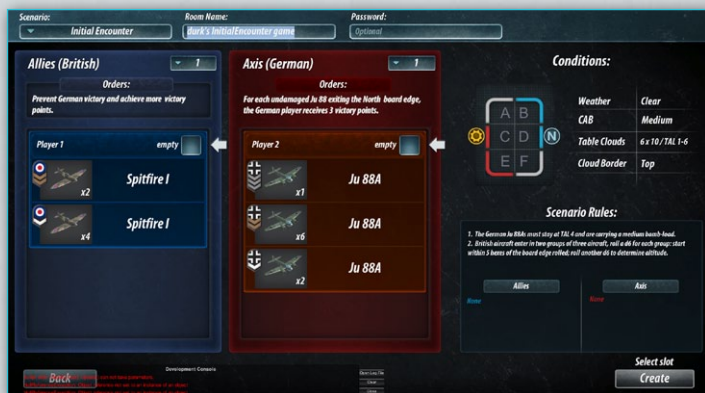 Scenario:
Room Name:
Password:
Initial Encounter
dark's InitialEncounter game
Optional
Allies (British)
1
Orders:
Prevent German victory and achieve more victory
points.
Player 1
empty
x2
Spitfire I
x4
Spitfire I
Axis (German)
1
Orders:
For each undamaged Ju 88 exiting the North board edge,
the German player receives 3 victory points.
Player 2
empty
x1
Ju 88A
x6
Ju 88A
x2
Ju 88A
Conditions:
A B
C D
E F
N
Weather
Clear
CAB
Medium
Table Clouds
6 x 10 / TAL 1-6
Cloud Border
Top
Scenario Rules:
1. The German Ju 88As must stay at TAL 4 and are carrying a medium bomb-load.
2. British aircraft enter in two groups of three aircraft, roll a d6 for each group: start
within 5 hexes of the board edge rolled; roll another d6 to determine altitude.
Allies
Axis
None
None
Select slot
Back
Development Console
Create